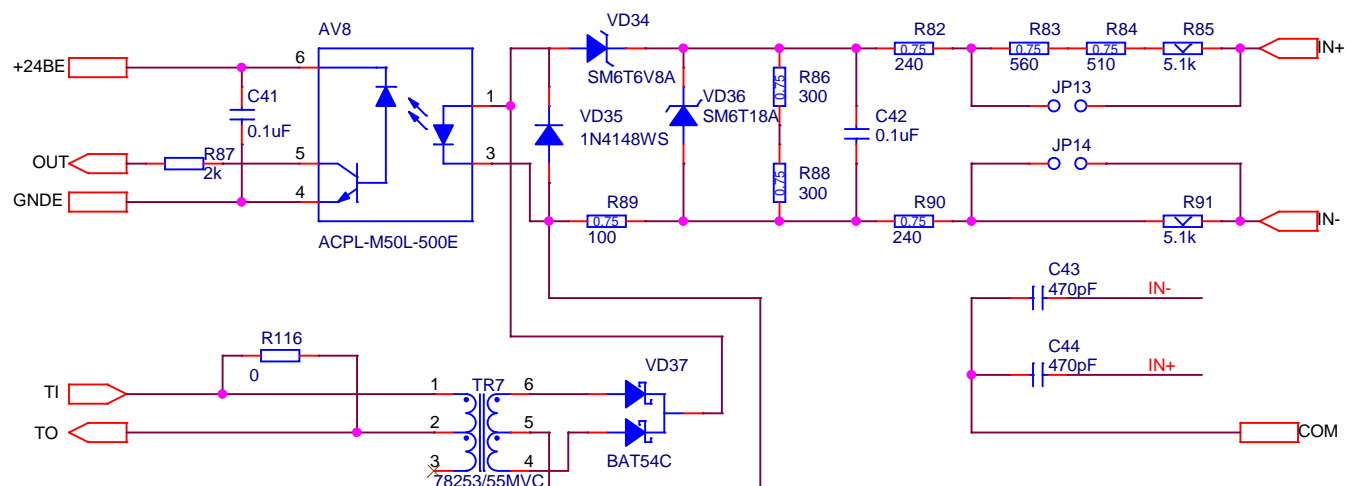 AV8
+24BE
6
C41
0.1uF
OUT
R87
2k
5
GNDE
4
1
3
ACPL-M50L-500E
VD34
SM6T6V8A
VD35
1N4148WS
VD36
SM6T18A
R89
100
0.75
R86
300
0.75
R88
300
0.75
C42
0.1uF
R82
0.75
240
R83
0.75
560
R84
0.75
510
R85
5.1k
IN+
JP13
JP14
R90
0.75
240
R91
5.1k
IN-
C43
470pF
IN-
C44
470pF
IN+
COM
R116
0
TI
TO
1
2
3
TR7
6
5
4
78253/55MVC
VD37
BAT54C